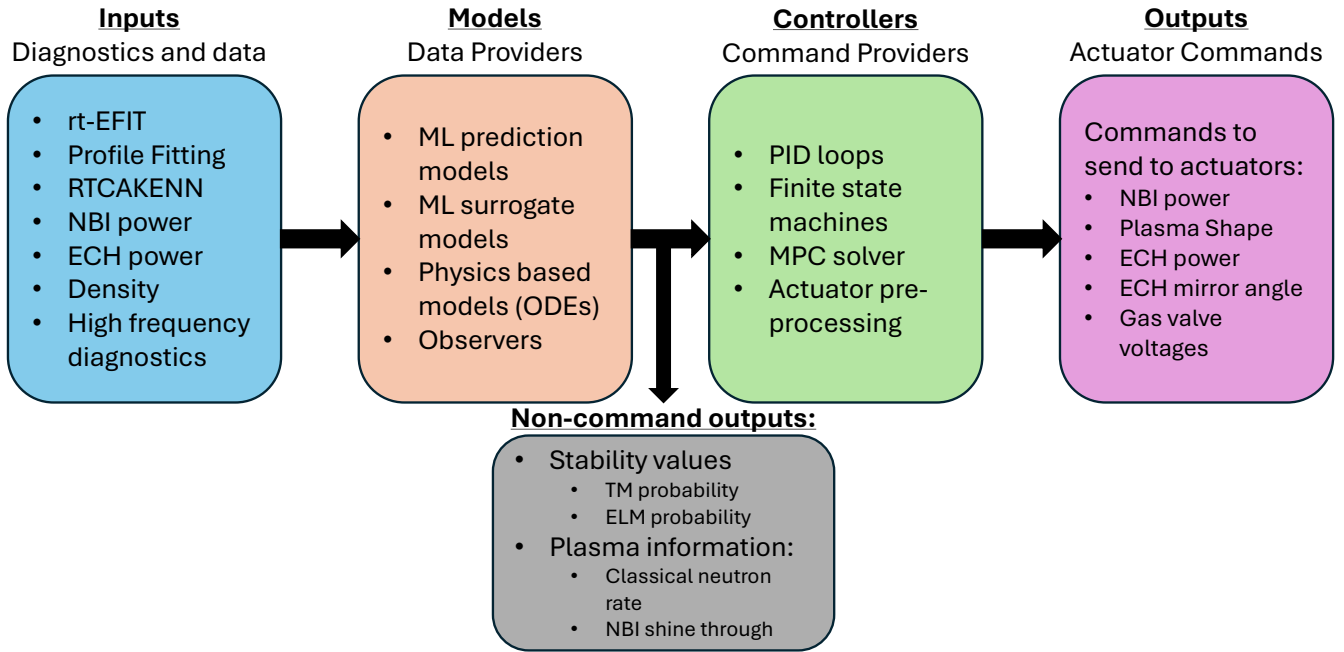 Inputs
Diagnostics and data
• rt-EFIT
• Profile Fitting
• RTCAKENN
• NBI power
• ECH power
• Density
• High frequency
diagnostics
Models
Data Providers
• ML prediction
models
• ML surrogate
models
• Physics based
models (ODEs)
• Observers
Controllers
Command Providers
• PID loops
• Finite state
machines
• MPC solver
• Actuator pre-
processing
Outputs
Actuator Commands
Commands to
send to actuators:
• NBI power
• Plasma Shape
• ECH power
• ECH mirror angle
• Gas valve
voltages
Non-command outputs:
• Stability values
• TM probability
• ELM probability
• Plasma information:
• Classical neutron
rate
• NBI shine through